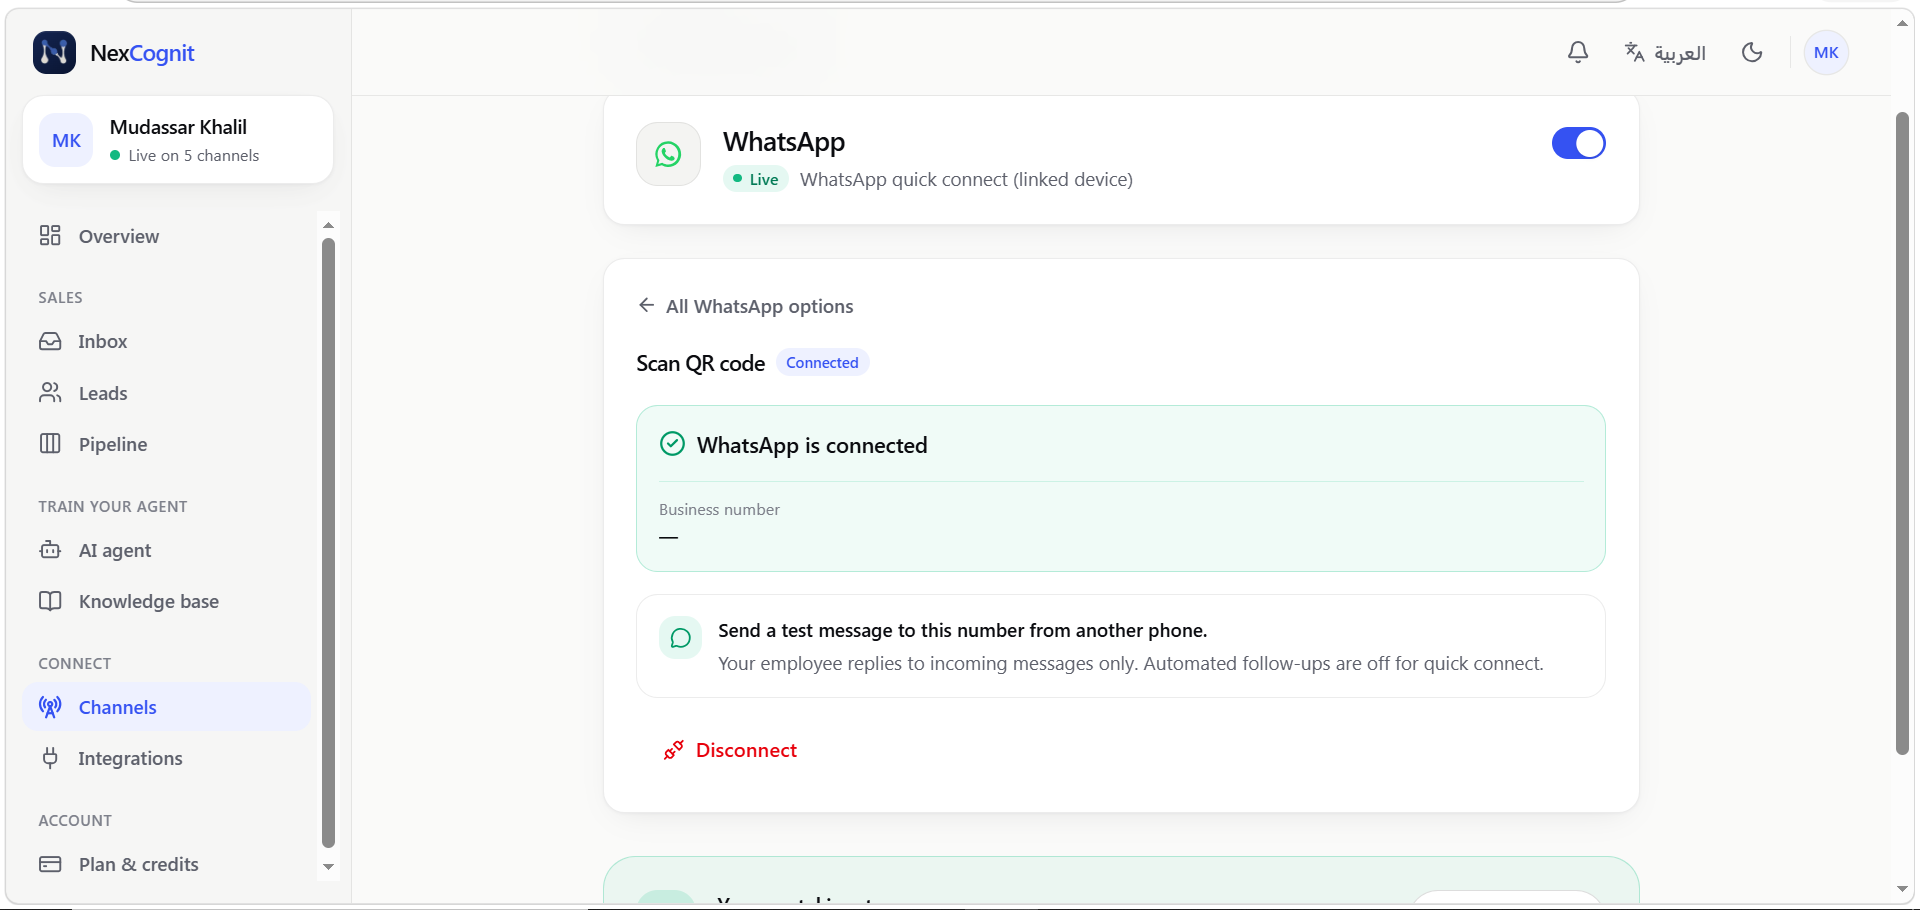 NexCognit
العربية
MK
MK
Mudassar Khalil
Live on 5 channels
Overview
SALES
Inbox
Leads
Pipeline
TRAIN YOUR AGENT
AI agent
Knowledge base
CONNECT
Channels
Integrations
ACCOUNT
Plan & credits
WhatsApp
Live
WhatsApp quick connect (linked device)
All WhatsApp options
Scan QR code
Connected
WhatsApp is connected
Business number
—
Send a test message to this number from another phone.
Your employee replies to incoming messages only. Automated follow-ups are off for quick connect.
Disconnect